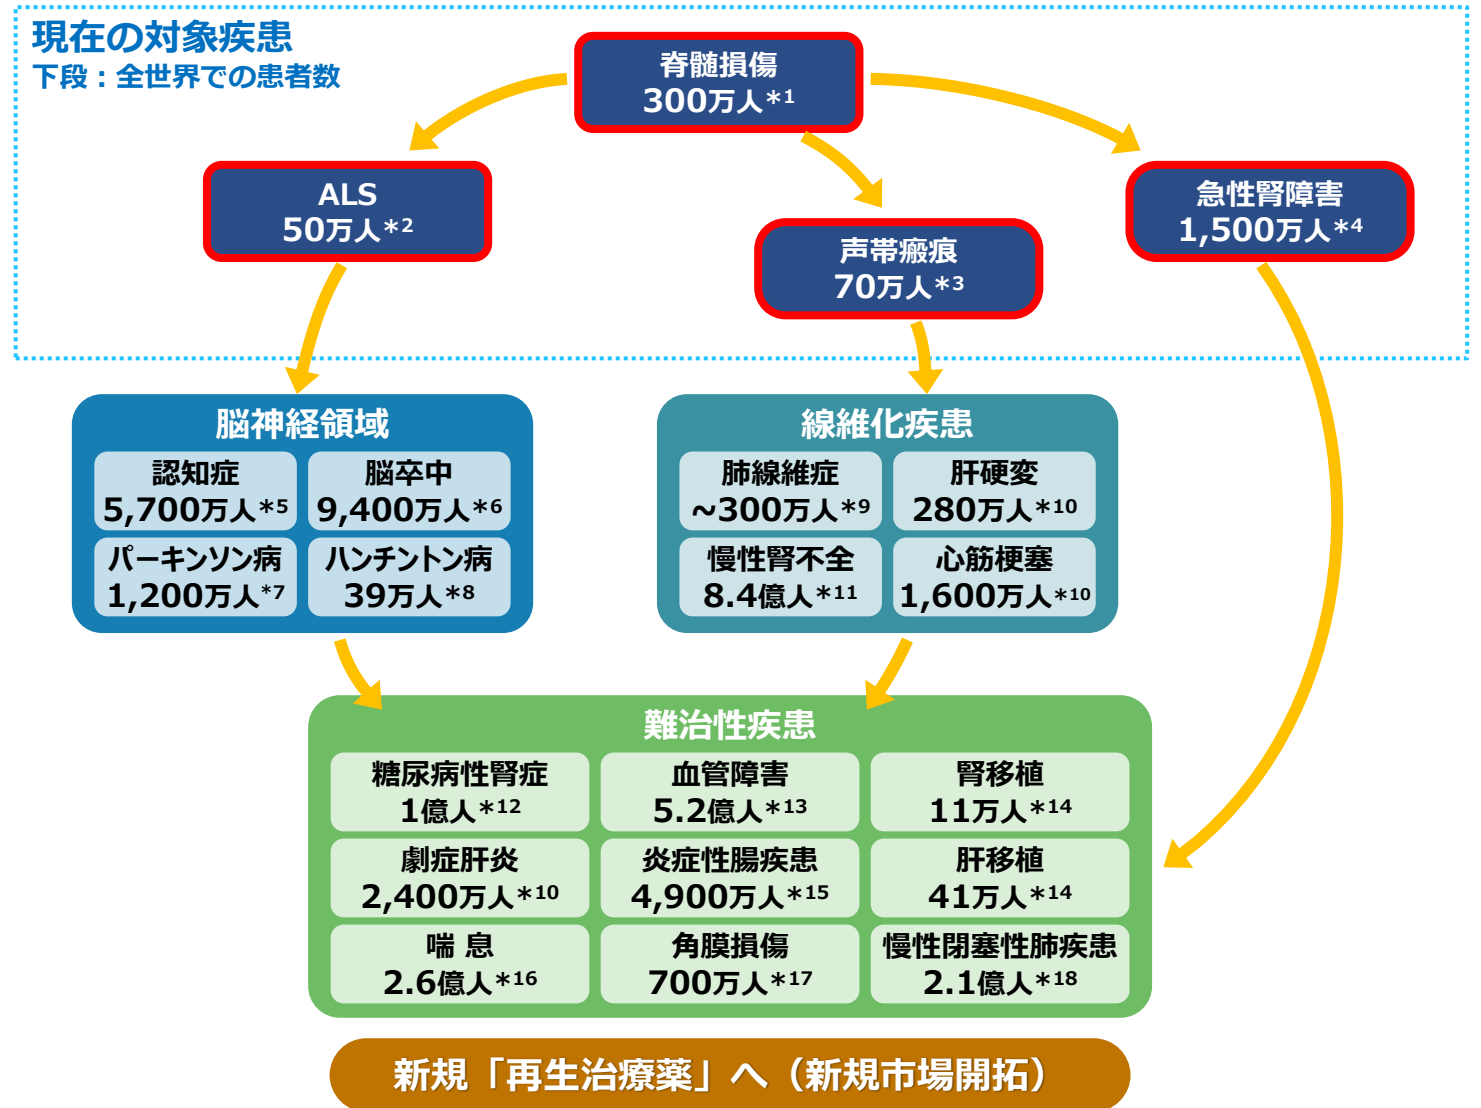 現在の対象疾患
下段：全世界での患者数
脊髄損傷
300万人*1
ALS
50万人*2
急性腎障害
1,500万人*4
声帯瘢痕
70万人*3
脳神経領域
認知症
5,700万人*5
脳卒中
9,400万人*6
パーキンソン病
1,200万人*7
ハンチントン病
39万人*8
線維化疾患
肺線維症
~300万人*9
肝硬変
280万人*10
慢性腎不全
8.4億人*11
心筋梗塞
1,600万人*10
難治性疾患
糖尿病性腎症
1億人*12
血管障害
5.2億人*13
腎移植
11万人*14
劇症肝炎
2,400万人*10
炎症性腸疾患
4,900万人*15
肝移植
41万人*14
喘 息
2.6億人*16
角膜損傷
700万人*17
慢性閉塞性肺疾患
2.1億人*18
新規「再生治療薬」へ（新規市場開拓）